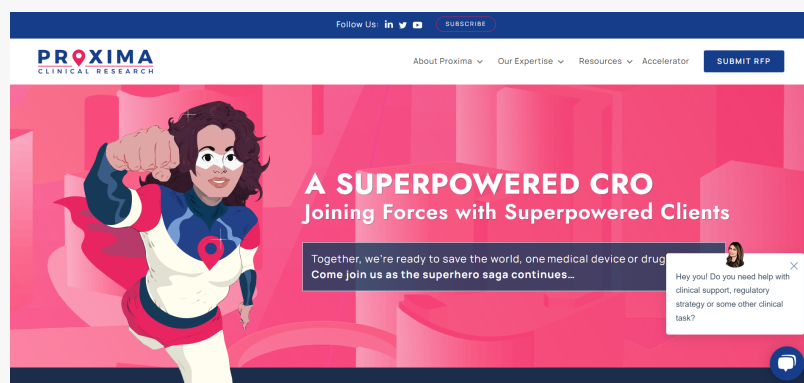 Follow Us:
SUBSCRIBE
PROXIMA
CLINICAL RESEARCH
About Proxima
Our Expertise
Resources
Accelerator
SUBMIT RFP
A SUPERPOWERED CRO
Joining Forces with Superpowered Clients
Together, we're ready to save the world, one medical device or drug
Come join us as the superhero saga continues...
Hey you! Do you need help with
clinical support, regulatory
strategy or some other clinical
task?